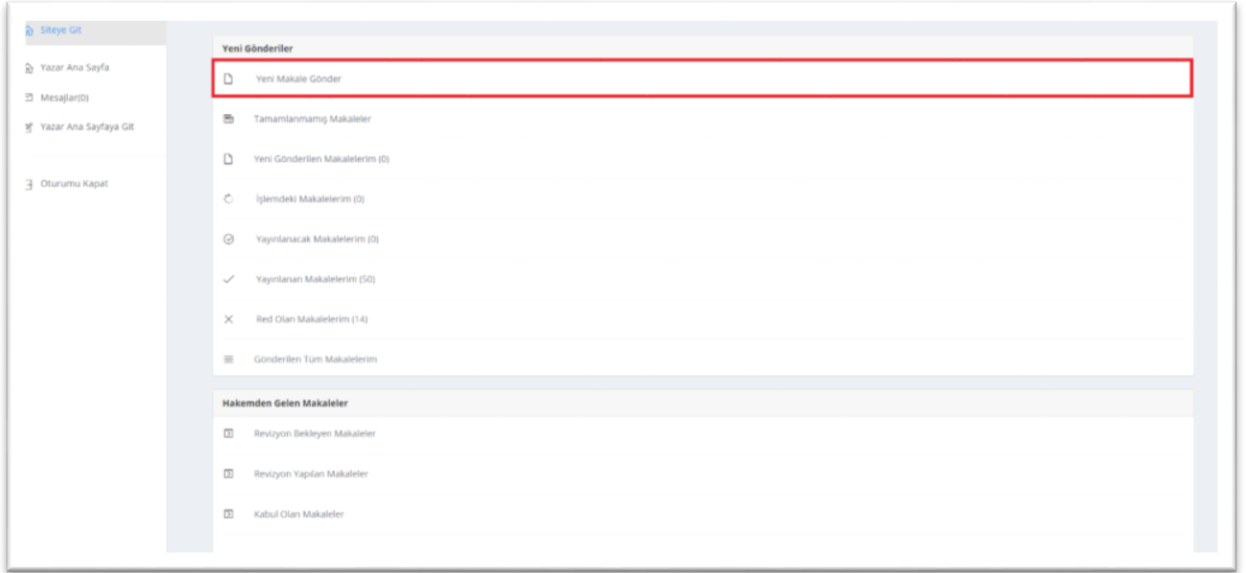 Siteye Git
Yazar Ana Sayfa
Mesajlar(0)
Yazar Ana Sayfaya Git
Oturumu Kapat
Yeni Gönderiler
Yeni Makale Gönder
Tamamlanmamış Makaleler
Yeni Gönderilen Makalelerim (0)
İşlemdeki Makalelerim (0)
Yayınlanacak Makalelerim (0)
Yayınlanan Makalelerim (50)
Red Olan Makalelerim (14)
Gönderilen Tüm Makalelerim
Hakemden Gelen Makaleler
Revizyon Bekleyen Makaleler
Revizyon Yapılan Makaleler
Kabul Olan Makaleler